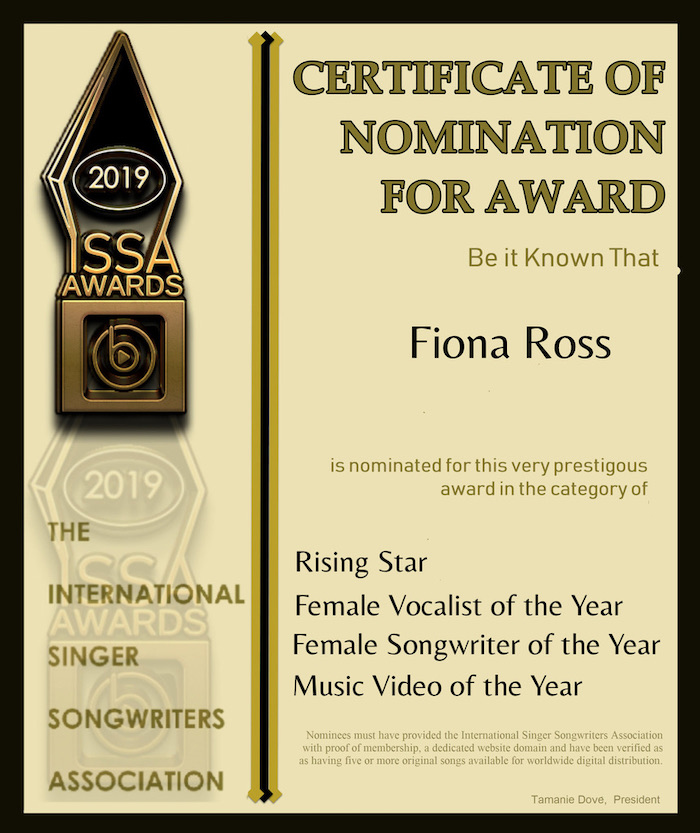 2019
ISSA
AWARDS
b
2019
ISSA
AWARDS
THE
INTERNATIONAL
SINGER
SONGWRITERS
ASSOCIATION
CERTIFICATE OF
NOMINATION
FOR AWARD
Be it Known That
Fiona Ross
is nominated for this very prestigous
award in the category of
Rising Star
Female Vocalist of the Year
Female Songwriter of the Year
Music Video of the Year
Nominees must have provided the International Singer Songwriters Association
with proof of membership, a dedicated website domain and have been verified as
as having five or more original songs available for worldwide digital distribution.
Tamanie Dove, President